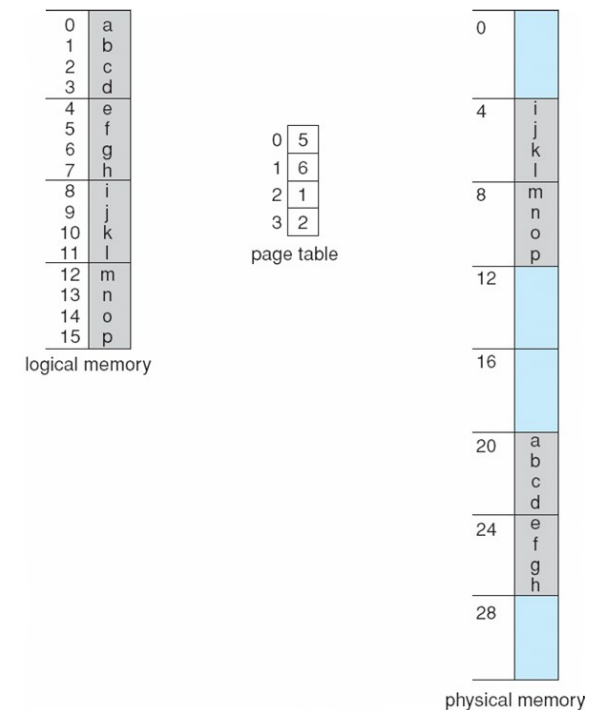 0 a
1 b
2 c
3 d
4 e
5 f
6 g
7 h
8 i
9 j
10 k
11 l
12 m
13 n
14 o
15 p
logical memory
0 5
1 6
2 1
3 2
page table
0
4 i
j
k
l
8 m
n
o
p
12
16
20 a
b
c
d
24 e
f
g
h
28
physical memory